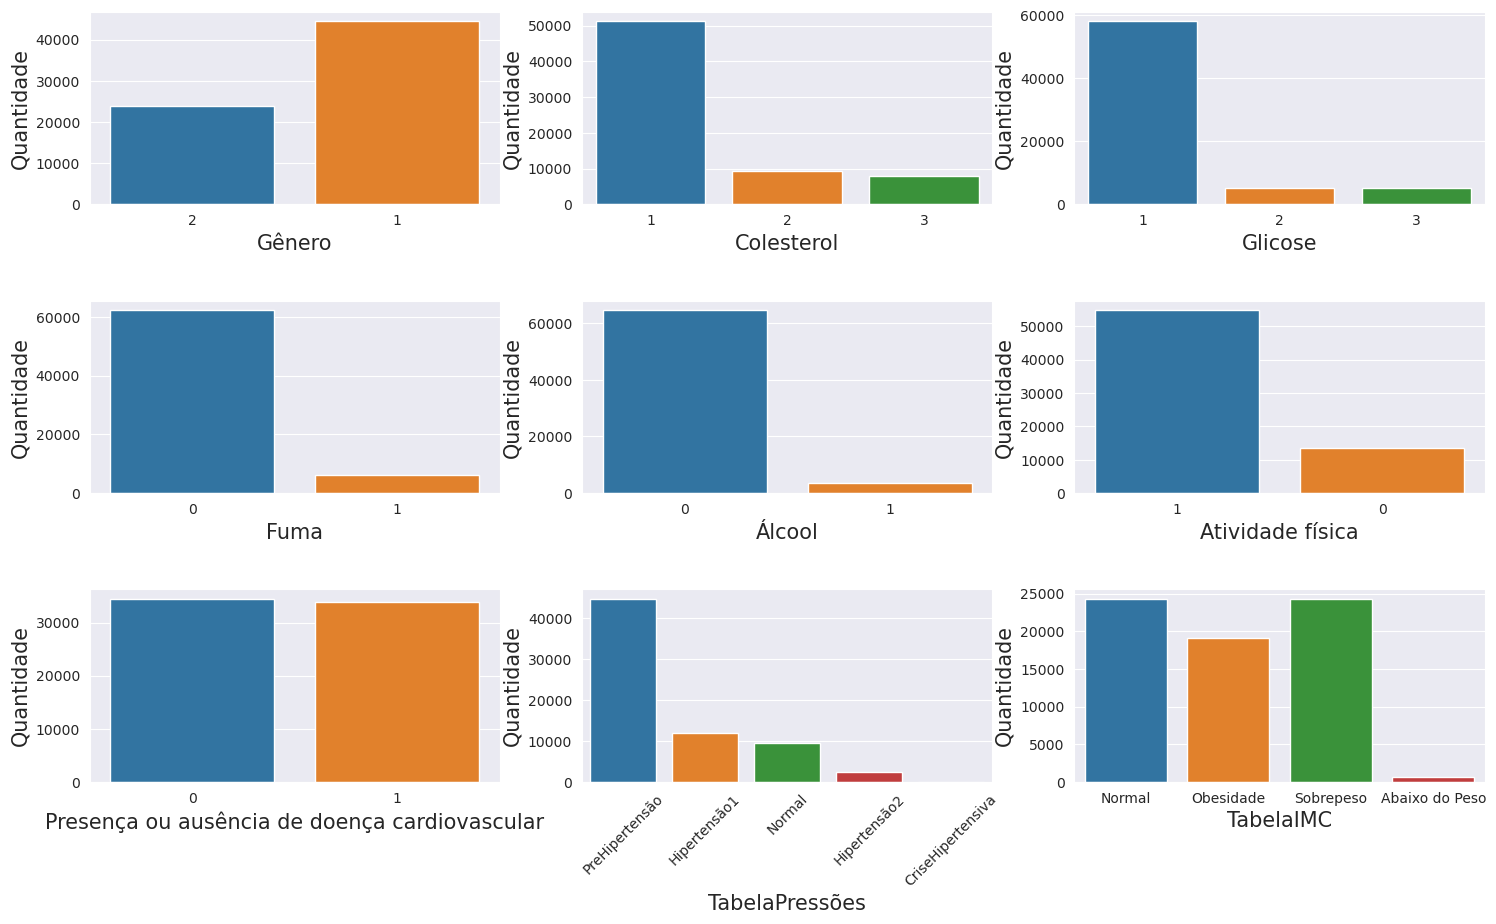 Quantidade
40000
30000
20000
10000
0
2
1
Gênero
Quantidade
50000
40000
30000
20000
10000
0
1
2
3
Colesterol
Quantidade
60000
40000
20000
0
1
2
3
Glicose
Quantidade
60000
40000
20000
0
0
1
Fuma
Quantidade
60000
40000
20000
0
0
1
Álcool
Quantidade
50000
40000
30000
20000
10000
0
1
0
Atividade física
Quantidade
30000
20000
10000
0
0
1
Presença ou ausência de doença cardiovascular
Quantidade
40000
30000
20000
10000
0
PreHipertensão
Hipertensão1
Normal
Hipertensão2
CriseHipertensiva
TabelaPressões
Quantidade
25000
20000
15000
10000
5000
0
Normal
Obesidade
Sobrepeso
Abaixo do Peso
TabelaIMC